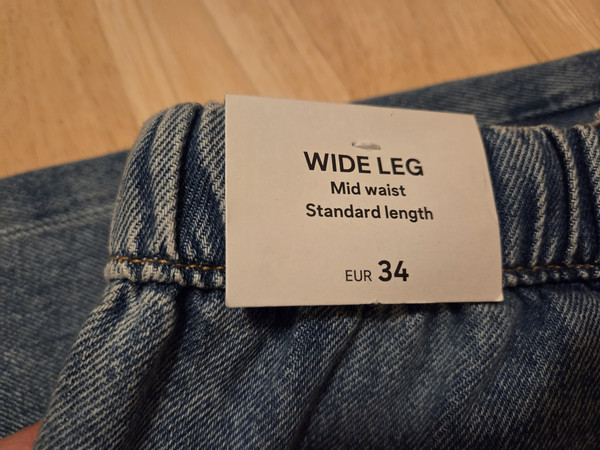 WIDE LEG
Mid waist
Standard length
EUR 34